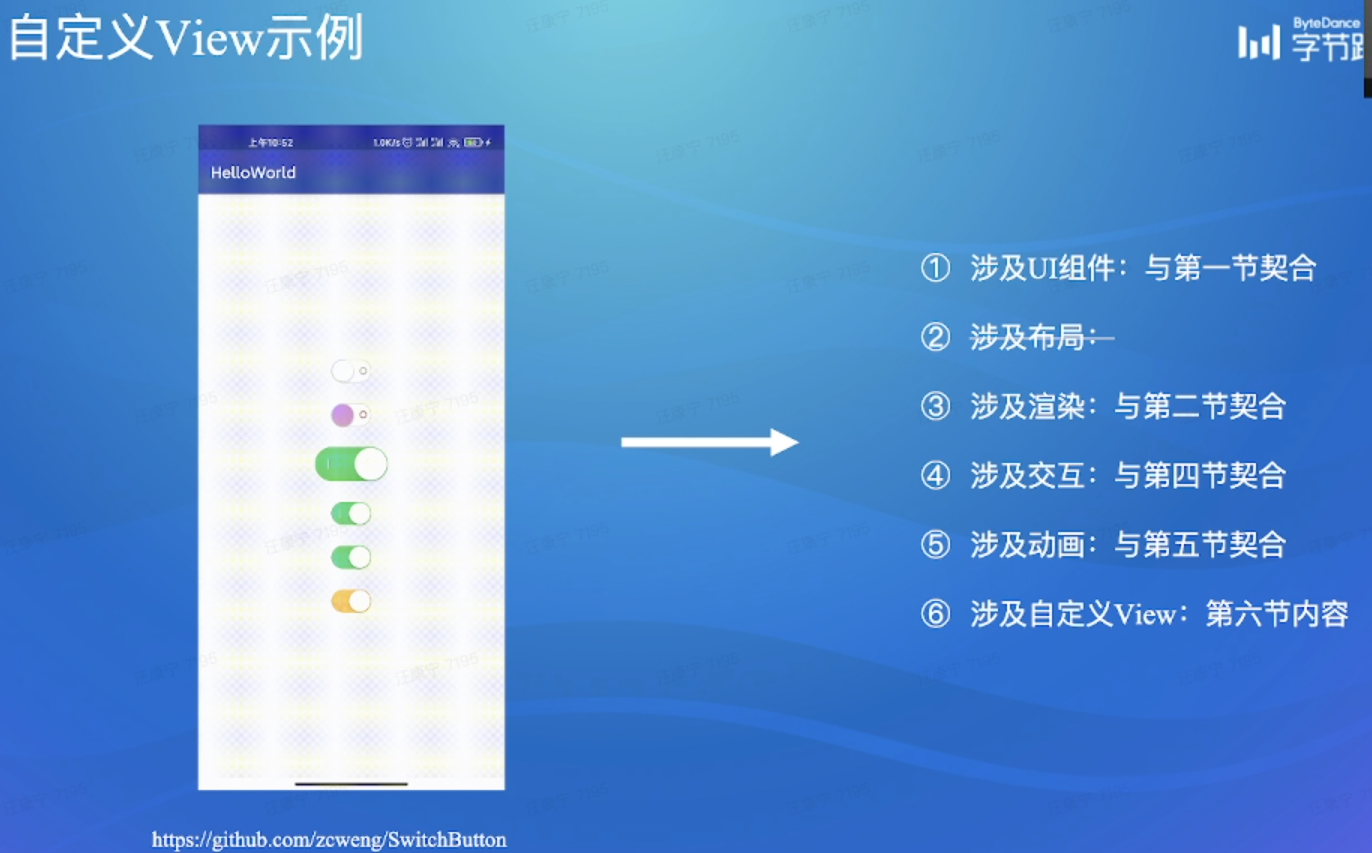 自定义View示例
ByteDance
字节跳
上午10:52
1.0K/s
HelloWorld
① 涉及UI组件：与第一节契合
② 涉及布局：
③ 涉及渲染：与第二节契合
④ 涉及交互：与第四节契合
⑤ 涉及动画：与第五节契合
⑥ 涉及自定义View：第六节内容
https://github.com/zcweng/SwitchButton
汪康宁 7195